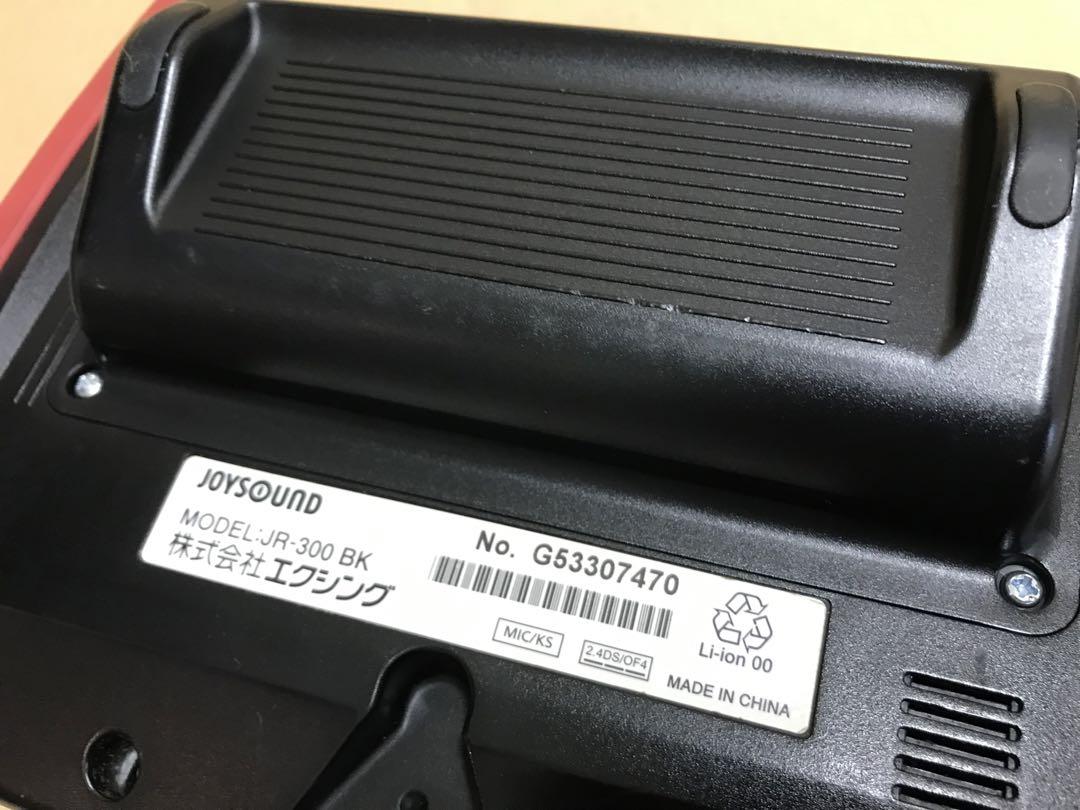 JOYSOUND
MODEL:JR-300 BK
株式会社エクシング
No. G53307470
MIC/KS
2.4DS/OF4
Li-ion 00
MADE IN CHINA